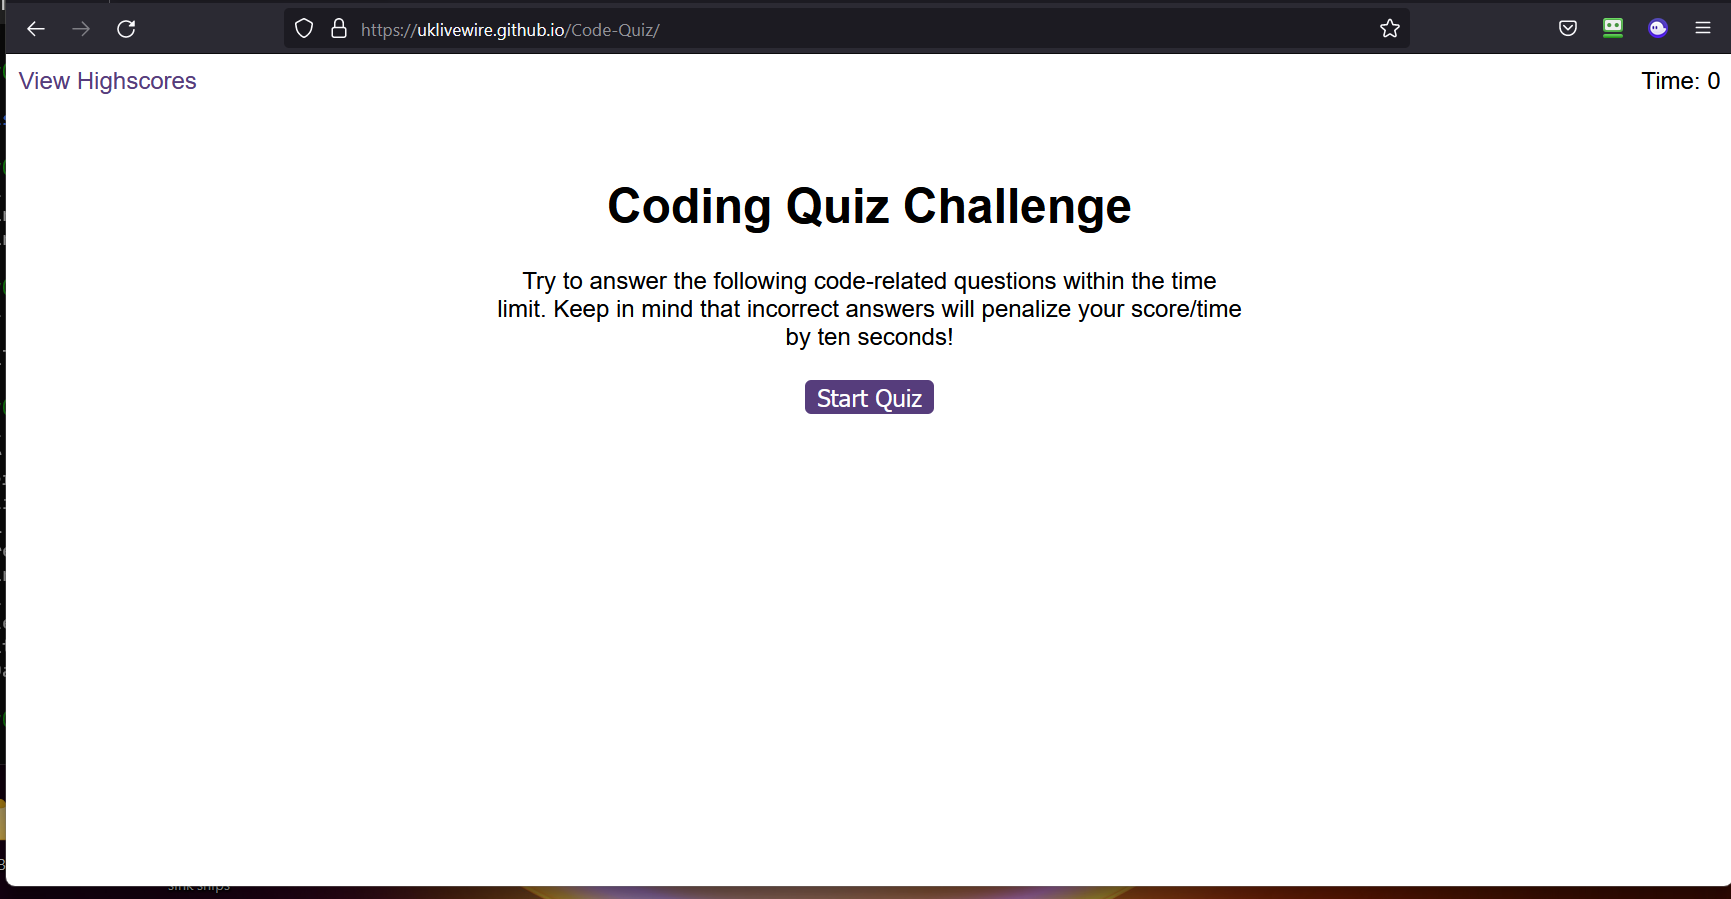 https://uklivewire.github.io/Code-Quiz/
View Highscores
Time: 0
Coding Quiz Challenge
Try to answer the following code-related questions within the time
limit. Keep in mind that incorrect answers will penalize your score/time
by ten seconds!
Start Quiz